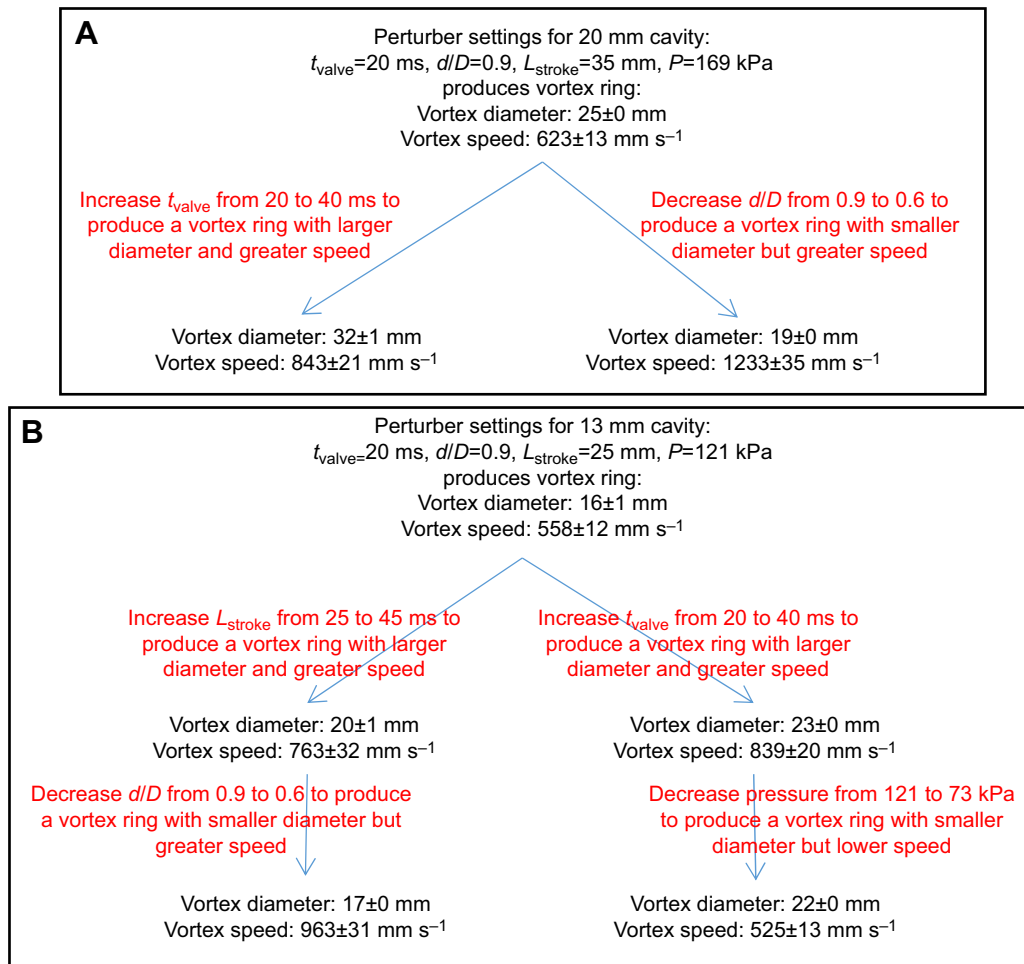 A
Perturber settings for 20 mm cavity:
t_valve=20 ms, d/D=0.9, L_stroke=35 mm, P=169 kPa
produces vortex ring:
Vortex diameter: 25±0 mm
Vortex speed: 623±13 mm s⁻¹
Increase t_valve from 20 to 40 ms to
produce a vortex ring with larger
diameter and greater speed
Decrease d/D from 0.9 to 0.6 to
produce a vortex ring with smaller
diameter but greater speed
Vortex diameter: 32±1 mm
Vortex speed: 843±21 mm s⁻¹
Vortex diameter: 19±0 mm
Vortex speed: 1233±35 mm s⁻¹
B
Perturber settings for 13 mm cavity:
t_valve=20 ms, d/D=0.9, L_stroke=25 mm, P=121 kPa
produces vortex ring:
Vortex diameter: 16±1 mm
Vortex speed: 558±12 mm s⁻¹
Increase L_stroke from 25 to 45 ms to
produce a vortex ring with larger
diameter and greater speed
Increase t_valve from 20 to 40 ms to
produce a vortex ring with larger
diameter and greater speed
Vortex diameter: 20±1 mm
Vortex speed: 763±32 mm s⁻¹
Vortex diameter: 23±0 mm
Vortex speed: 839±20 mm s⁻¹
Decrease d/D from 0.9 to 0.6 to produce
a vortex ring with smaller diameter but
greater speed
Decrease pressure from 121 to 73 kPa
to produce a vortex ring with smaller
diameter but lower speed
Vortex diameter: 17±0 mm
Vortex speed: 963±31 mm s⁻¹
Vortex diameter: 22±0 mm
Vortex speed: 525±13 mm s⁻¹